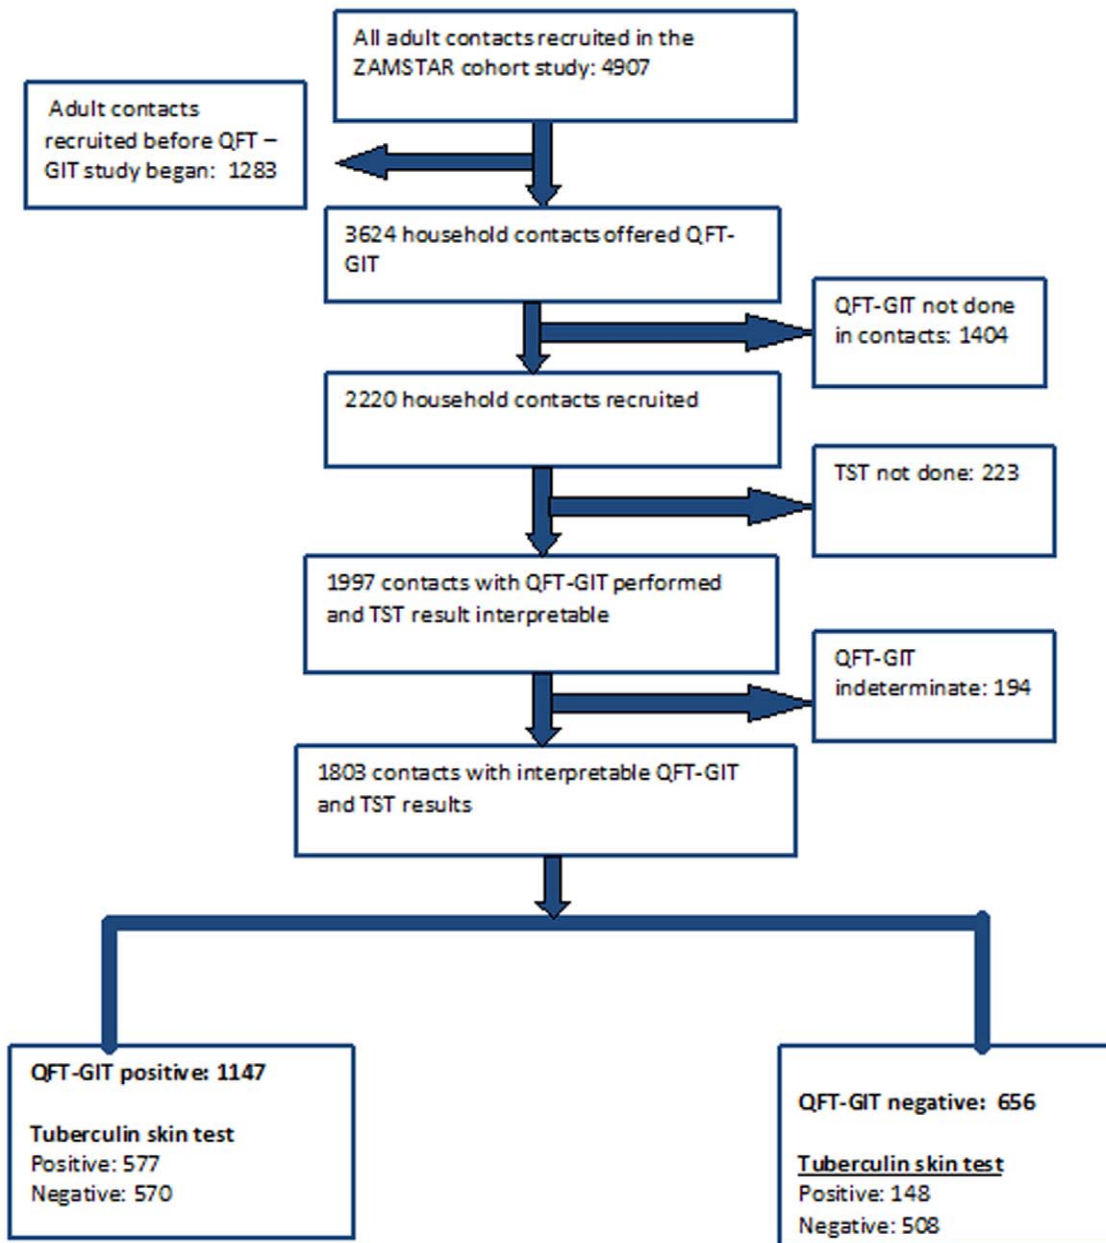 All adult contacts recruited in the
ZAMSTAR cohort study: 4907
Adult contacts
recruited before QFT –
GIT study began: 1283
3624 household contacts offered QFT-
GIT
QFT-GIT not done
in contacts: 1404
2220 household contacts recruited
TST not done: 223
1997 contacts with QFT-GIT performed
and TST result interpretable
QFT-GIT
indeterminate: 194
1803 contacts with interpretable QFT-GIT
and TST results
QFT-GIT positive: 1147
Tuberculin skin test
Positive: 577
Negative: 570
QFT-GIT negative: 656
Tuberculin skin test
Positive: 148
Negative: 508